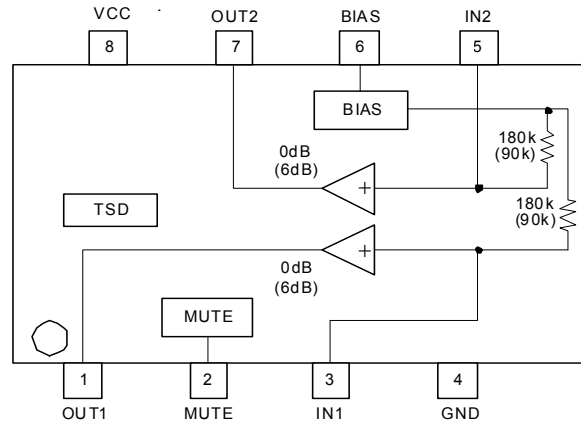 VCC OUT2 BIAS IN2
8 7 6 5
BIAS
180k
(90k)
0dB
(6dB)
+
TSD
180k
(90k)
+
0dB
(6dB)
MUTE
1 2 3 4
OUT1 MUTE IN1 GND